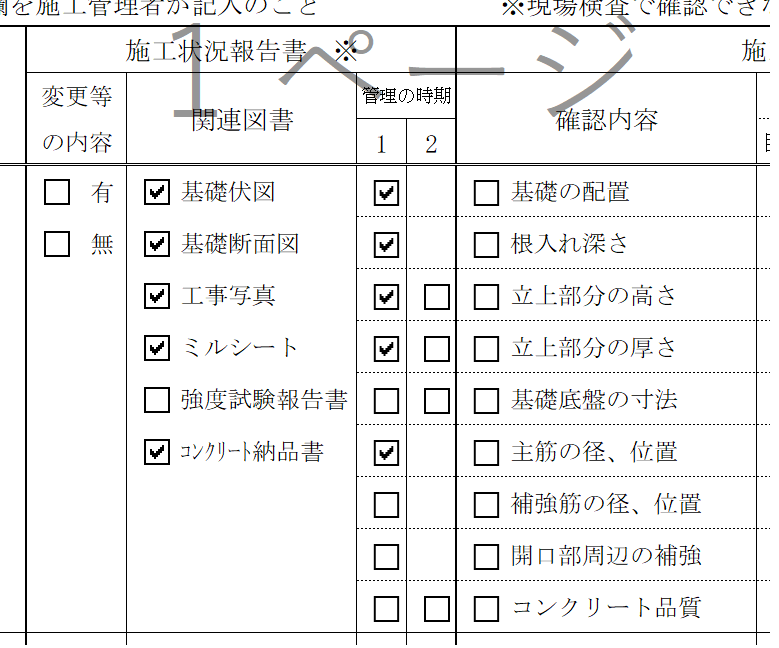 を施工管理者が記入のこと ※現場検査で確認でき
施工状況報告書 ※ 施
1ページ
変更等 関連図書 管理の時期 確認内容
の内容 1 2
有 基礎伏図 基礎の配置
無 基礎断面図 根入れ深さ
工事写真 立上部分の高さ
ミルシート 立上部分の厚さ
強度試験報告書 基礎底盤の寸法
コンクリート納品書 主筋の径、位置
補強筋の径、位置
開口部周辺の補強
コンクリート品質